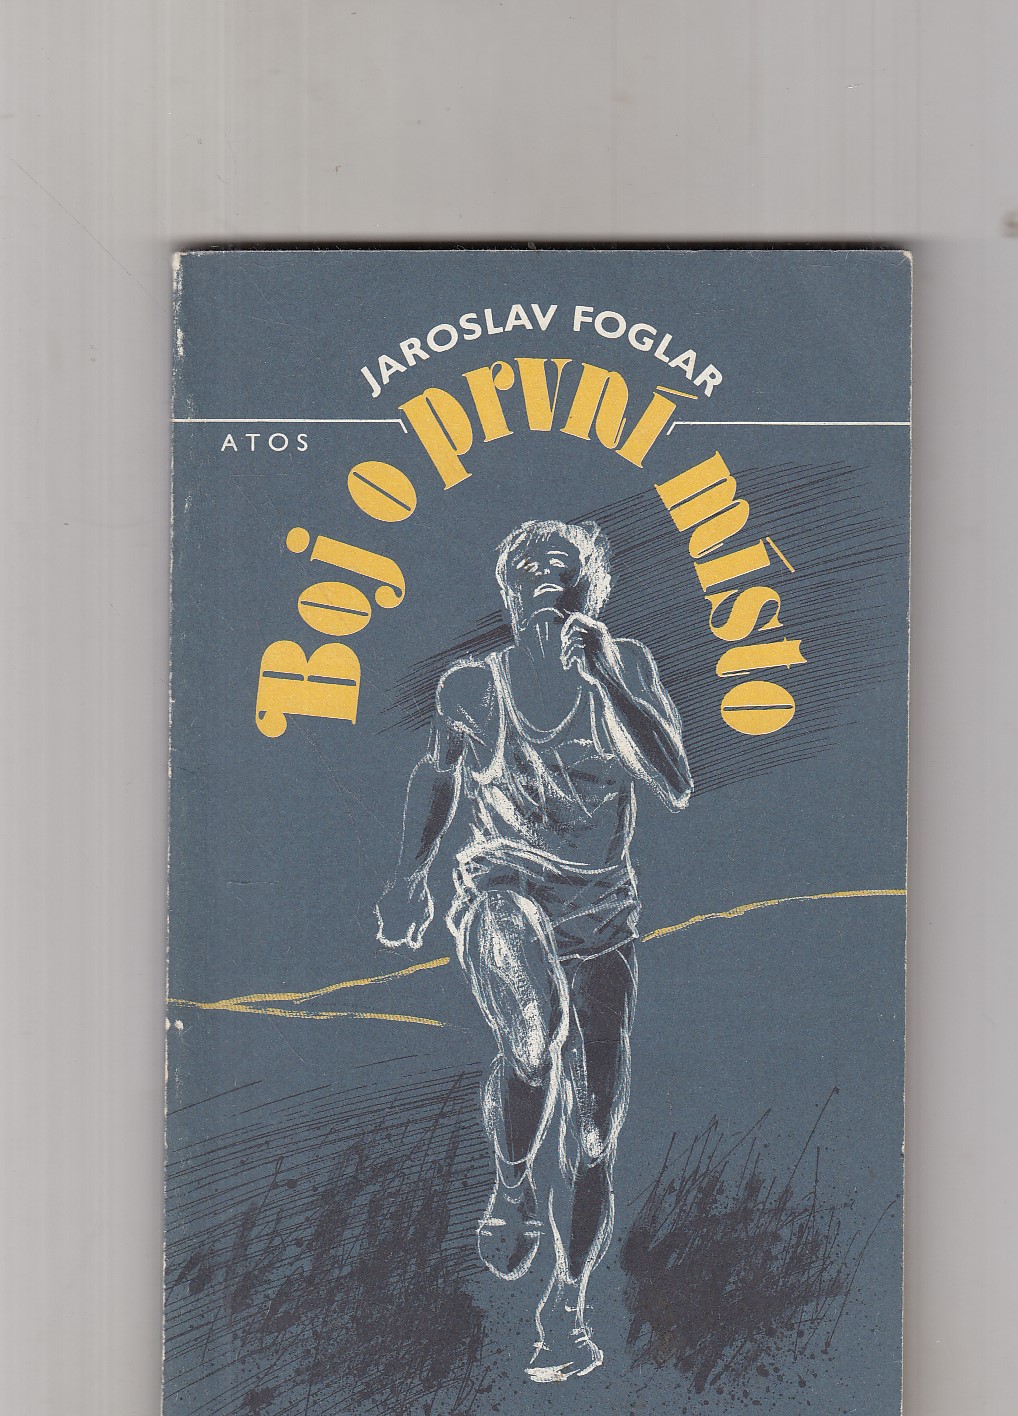 JAROSLAV FOGLAR
Boj o první místo
ATOS